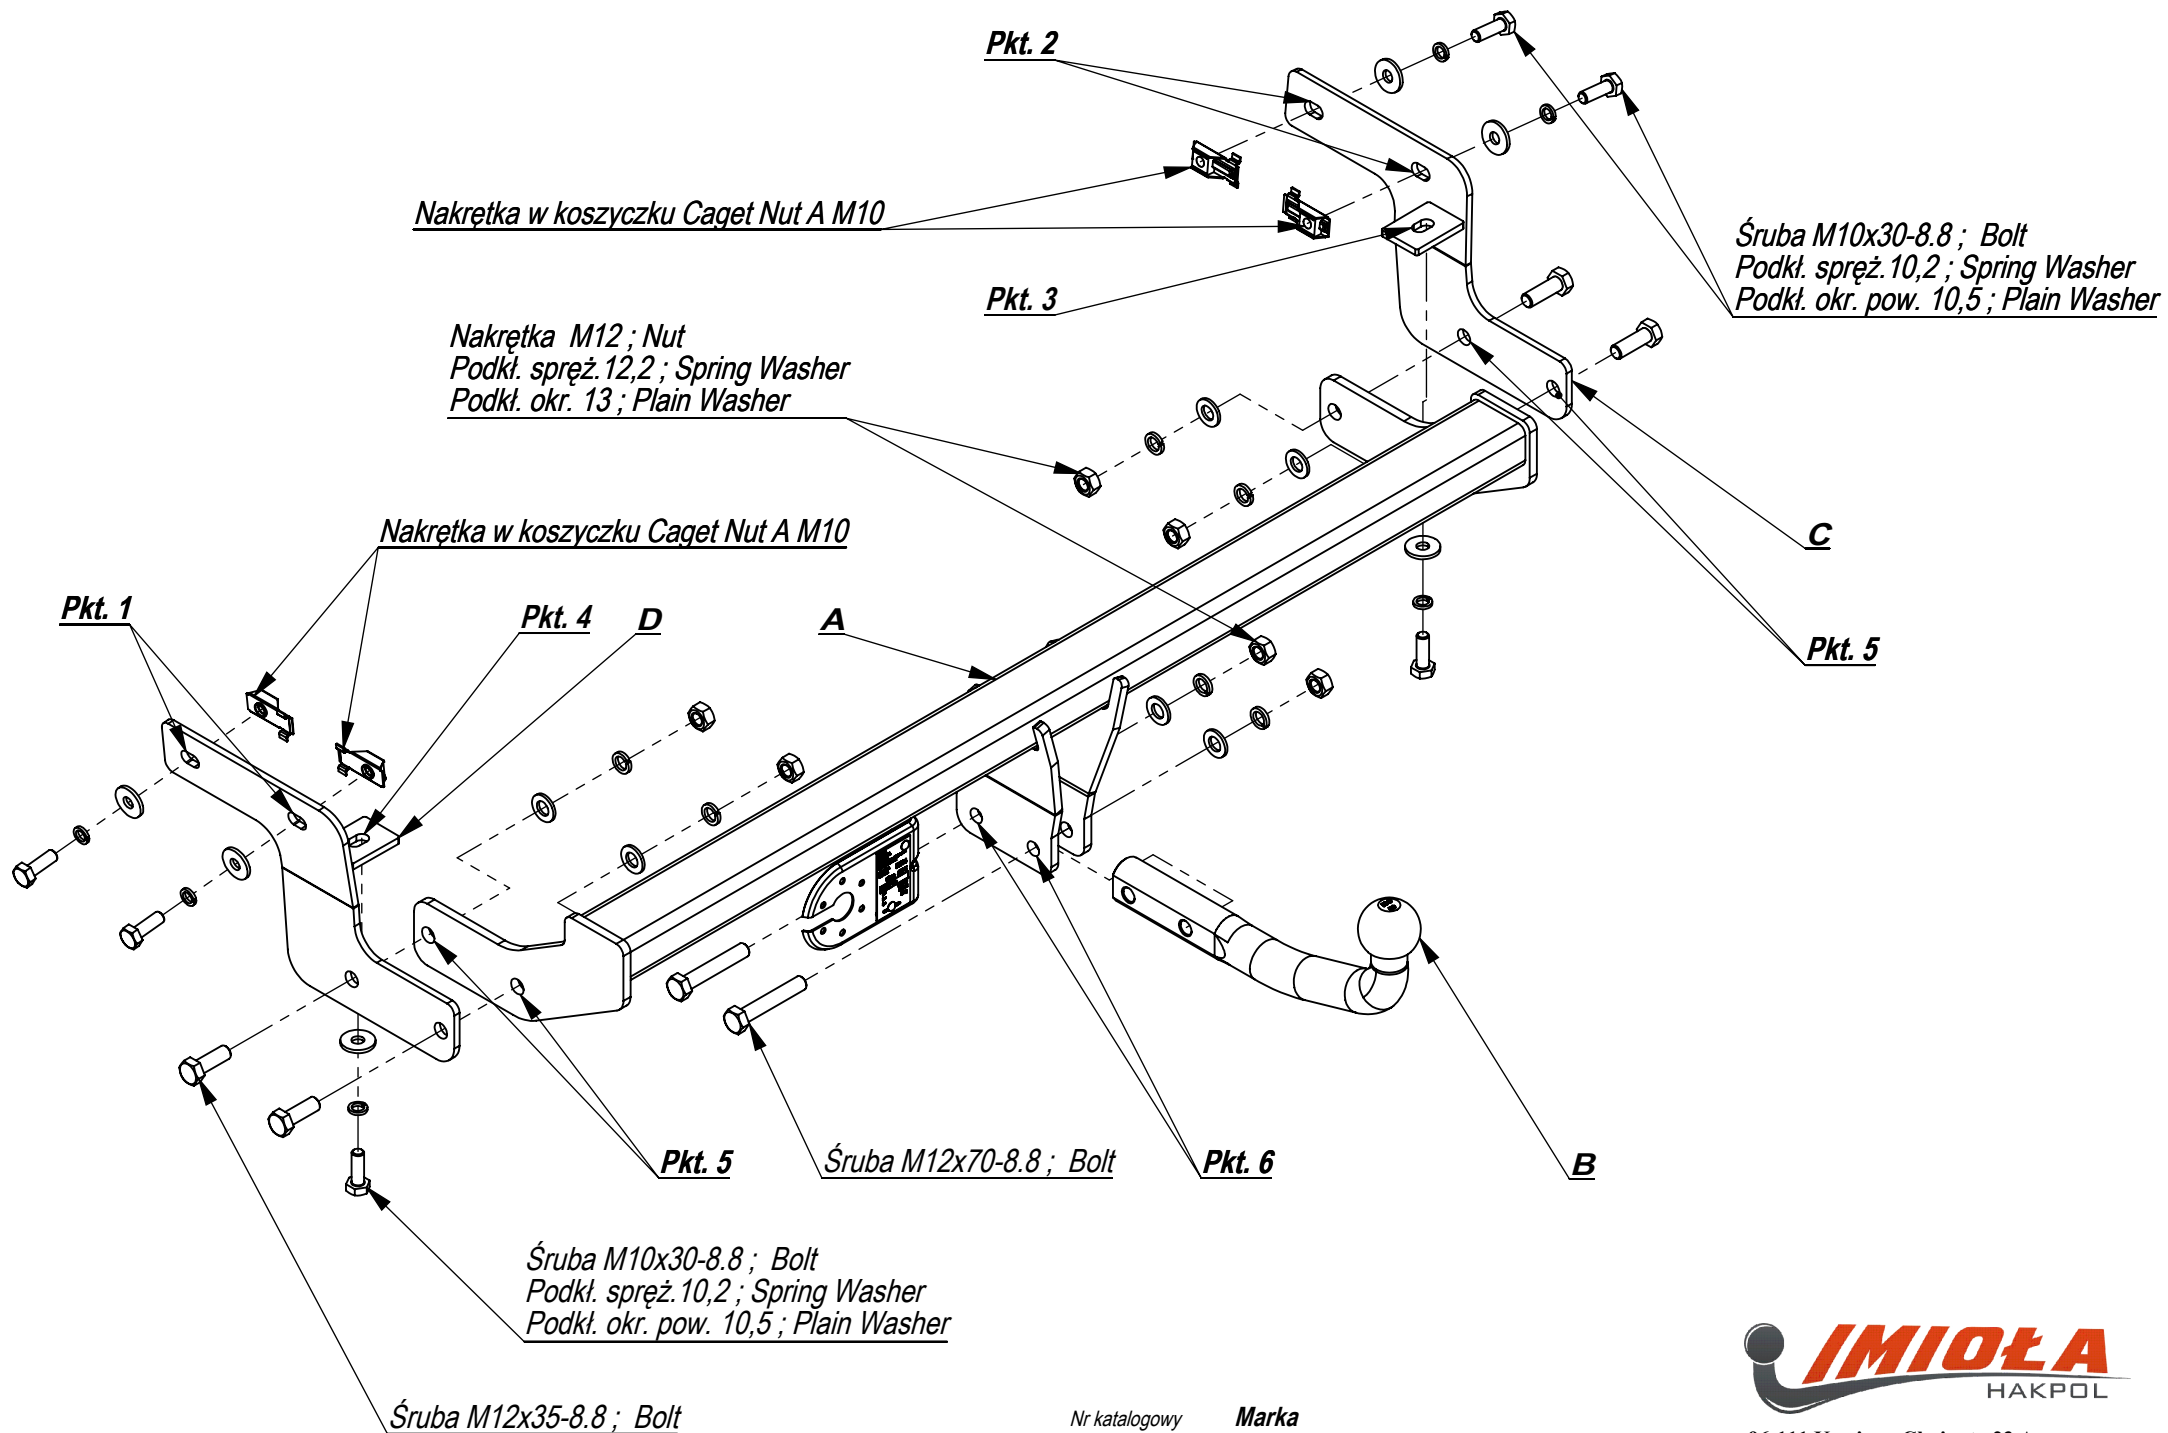 Pkt. 2
Nakrętka w koszyczku Caget Nut A M10
Śruba M10x30-8.8 ; Bolt
Podkł. spręż.10,2 ; Spring Washer
Podkł. okr. pow. 10,5 ; Plain Washer
Pkt. 3
Nakrętka M12 ; Nut
Podkł. spręż.12,2 ; Spring Washer
Podkł. okr. 13 ; Plain Washer
Nakrętka w koszyczku Caget Nut A M10
C
Pkt. 1
Pkt. 4
D
A
Pkt. 5
Pkt. 5
Śruba M12x70-8.8 ; Bolt
Pkt. 6
B
Śruba M10x30-8.8 ; Bolt
Podkł. spręż.10,2 ; Spring Washer
Podkł. okr. pow. 10,5 ; Plain Washer
IMIOŁA
HAKPOL
Śruba M12x35-8.8 ; Bolt
Nr katalogowy
Marka